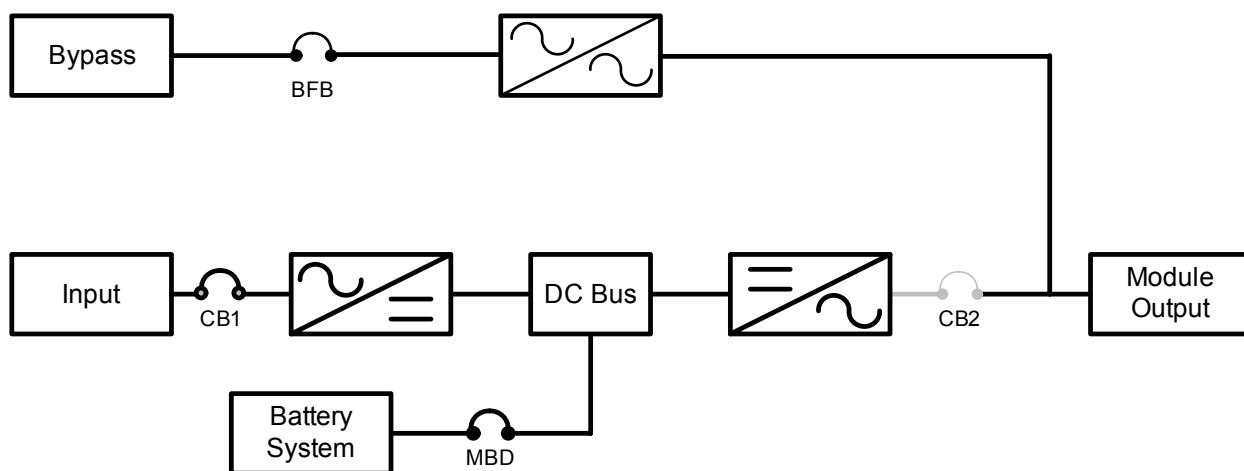 Bypass
BFB
Input
CB1
DC Bus
CB2
Module
Output
Battery
System
MBD